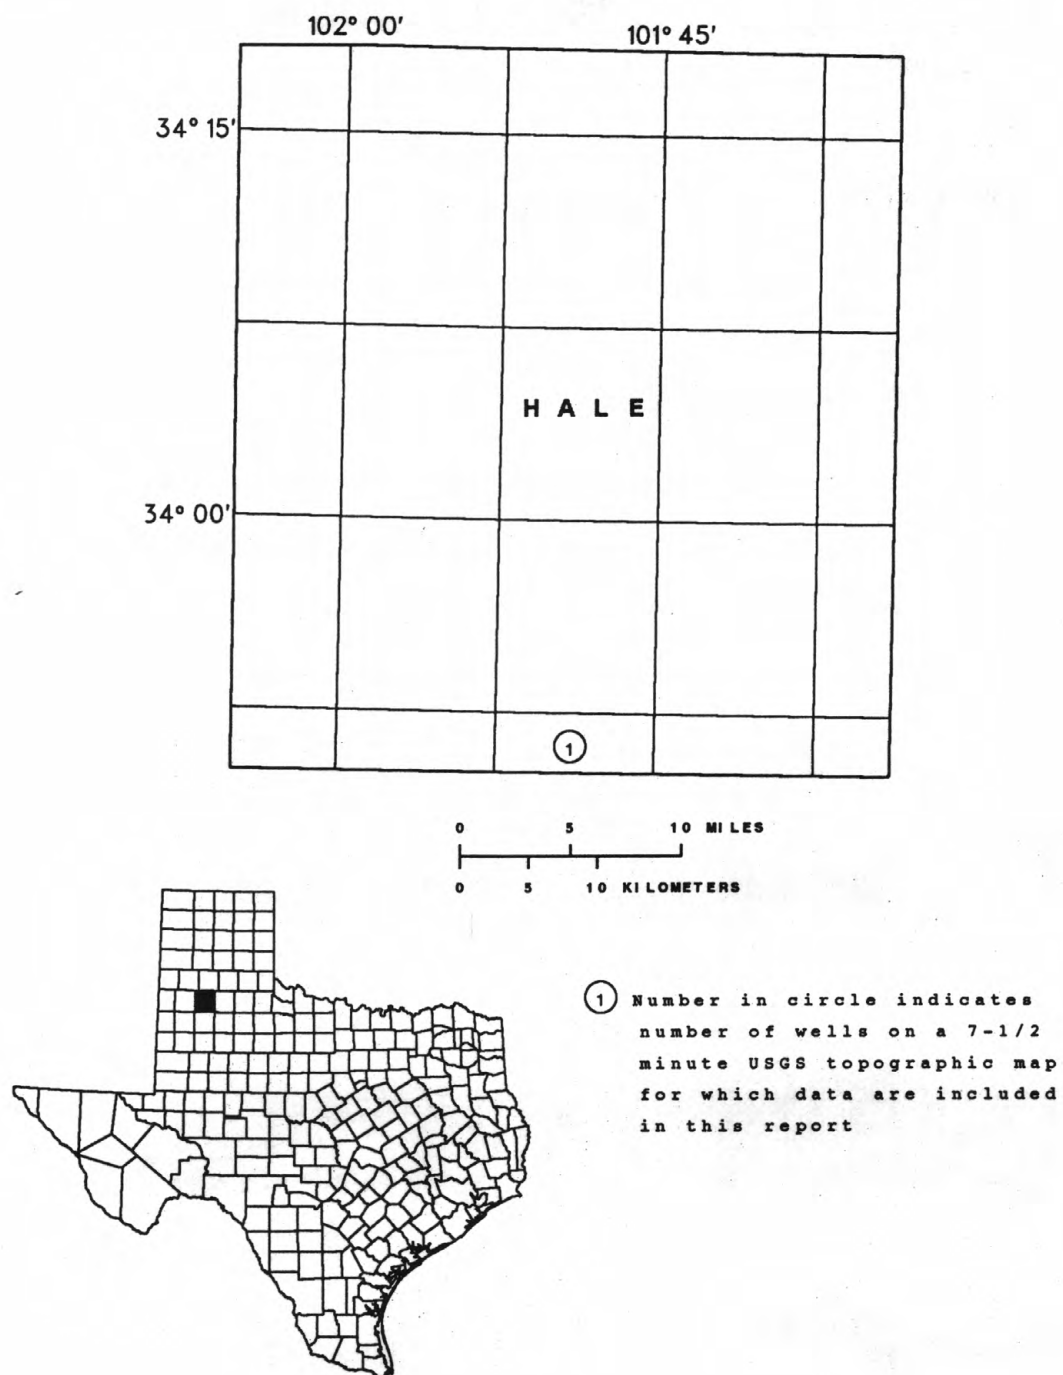 102° 00' 101° 45'
34° 15'
HALE
34° 00'
1
0 5 10 MILES
0 5 10 KILOMETERS
1 Number in circle indicates
number of wells on a 7-1/2
minute USGS topographic map
for which data are included
in this report